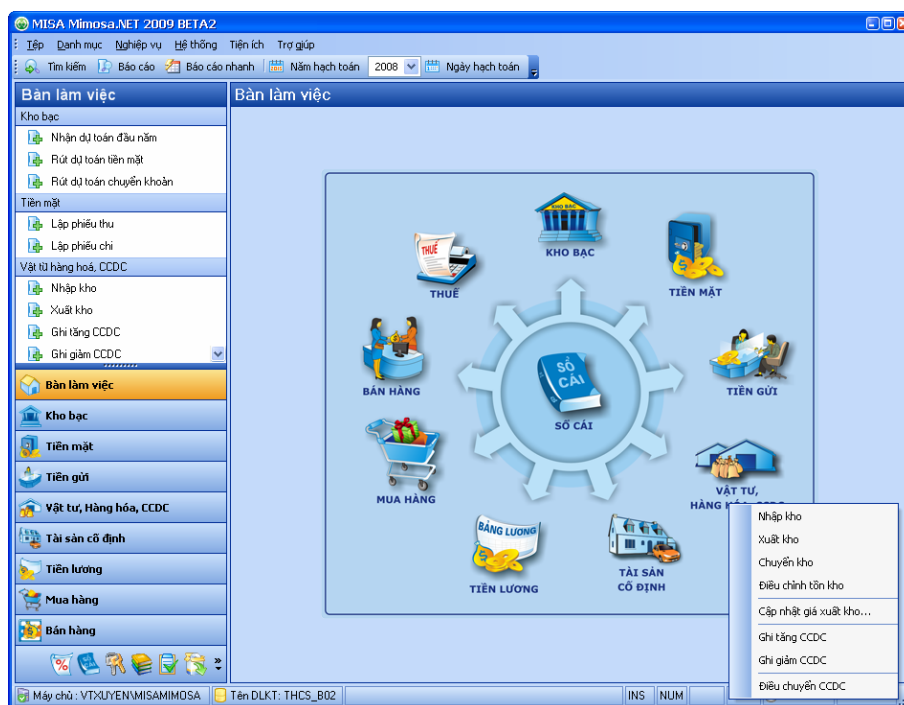 MISA Mimosa.NET 2009 BETA2
Tệp Danh mục Nghiệp vụ Hệ thống Tiện ích Trợ giúp
Tìm kiếm Báo cáo Báo cáo nhanh Năm hạch toán 2008 Ngày hạch toán
Bàn làm việc
Bàn làm việc
Kho bạc
Nhận dự toán đầu năm
Rút dự toán tiền mặt
Rút dự toán chuyển khoản
Tiền mặt
Lập phiếu thu
Lập phiếu chi
Vật tư hàng hoá, CCDC
Nhập kho
Xuất kho
Ghi tăng CCDC
Ghi giảm CCDC
Bàn làm việc
Kho bạc
Tiền mặt
Tiền gửi
Vật tư, Hàng hóa, CCDC
Tài sản cố định
Tiền lương
Mua hàng
Bán hàng
KHO BẠC
KHO BẠC
THUẾ
THUẾ
TIỀN MẶT
BÁN HÀNG
SỔ
CÁI
SỔ CÁI
TIỀN GỬI
MUA HÀNG
VẬT TƯ,
HÀNG HÓA, CCDC
BẢNG LƯƠNG
TIỀN LƯƠNG
TÀI SẢN
CỐ ĐỊNH
Nhập kho
Xuất kho
Chuyển kho
Điều chỉnh tồn kho
Cập nhật giá xuất kho...
Ghi tăng CCDC
Ghi giảm CCDC
Điều chuyển CCDC
Máy chủ : VTXUYEN\MISAMIMOSA Tên DLKT: THCS_B02 INS NUM